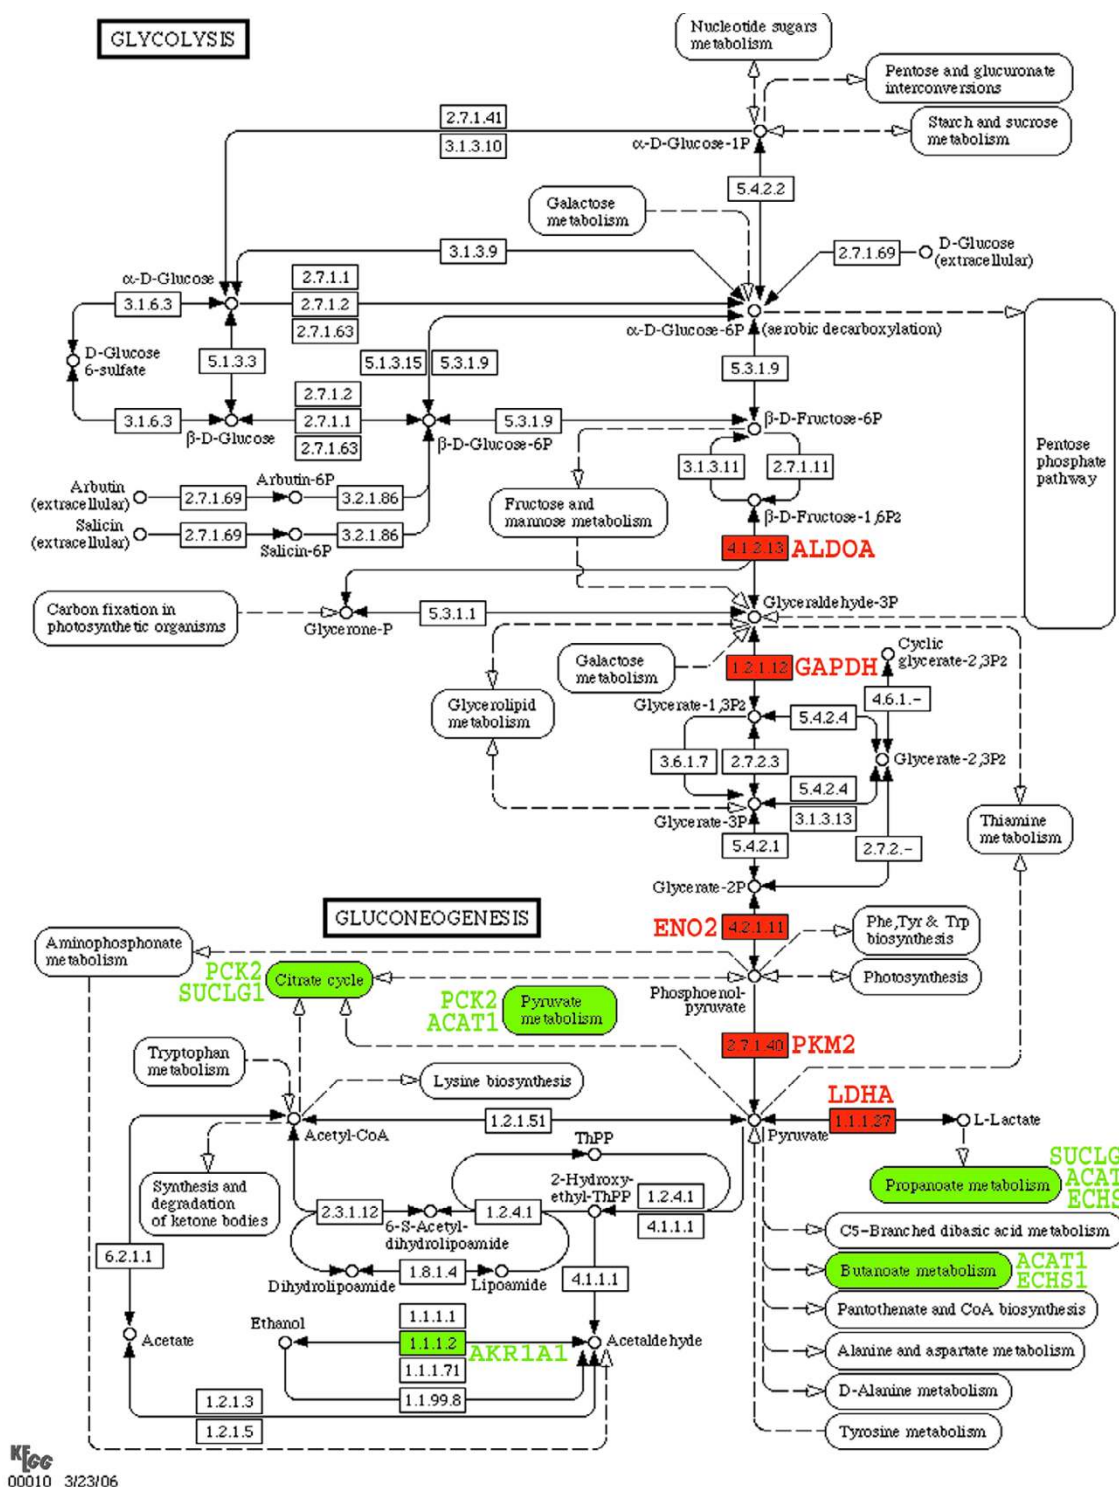 GLYCOLYSIS
Nucleotide sugars
metabolism
Pentose and glucuronate
interconversions
Starch and sucrose
metabolism
2.7.1.41
3.1.3.10
α-D-Glucose-1P
5.4.2.2
Galactose
metabolism
3.1.3.9
2.7.1.69
D-Glucose
(extracellular)
α-D-Glucose
2.7.1.1
3.1.6.3
2.7.1.2
2.7.1.63
α-D-Glucose-6P
(aerobic decarboxylation)
D-Glucose
6-sulfate
5.1.3.3
5.1.3.15
5.3.1.9
5.3.1.9
2.7.1.2
3.1.6.3
2.7.1.1
5.3.1.9
β-D-Fructose-6P
β-D-Glucose
2.7.1.63
β-D-Glucose-6P
Pentose
phosphate
pathway
3.1.3.11
2.7.1.11
Arbutin
(extracellular)
2.7.1.69
Arbutin-6P
3.2.1.86
Salicin
(extracellular)
2.7.1.69
Salicin-6P
3.2.1.86
Fructose and
mannose metabolism
β-D-Fructose-1,6P2
4.1.2.13
ALDOA
Carbon fixation in
photosynthetic organisms
Glycerone-P
5.3.1.1
Glyceraldehyde-3P
Galactose
metabolism
1.2.1.12
GAPDH
Cyclic
glycerate-2,3P2
Glycerolipid
metabolism
Glycerate-1,3P2
5.4.2.4
4.6.1.-
3.6.1.7
2.7.2.3
Glycerate-2,3P2
5.4.2.4
3.1.3.13
Glycerate-3P
Thiamine
metabolism
5.4.2.1
2.7.2.-
Glycerate-2P
GLUCONEOGENESIS
ENO2
4.2.1.11
Phe,Tyr & Trp
biosynthesis
Aminophosphonate
metabolism
PCK2
SUCLG1
Citrate cycle
Photosynthesis
PCK2
ACAT1
Pyruvate
metabolism
Phosphoenol-
pyruvate
2.7.1.40
PKM2
Tryptophan
metabolism
Lysine biosynthesis
LDHA
1.2.1.51
1.1.1.27
L-Lactate
Acetyl-CoA
Pyruvate
ThPP
Synthesis and
degradation
of ketone bodies
2-Hydroxy-
ethyl-ThPP
SUCLG
ACAT
ECHS
Propanoate metabolism
2.3.1.12
6-S-Acetyl-
dihydrolipoamide
1.2.4.1
1.2.4.1
4.1.1.1
C5-Branched dibasic acid metabolism
6.2.1.1
Dihydrolipoamide
1.8.1.4
Lipoamide
4.1.1.1
Butanoate metabolism
ACAT1
ECHS1
Pantothenate and CoA biosynthesis
Acetate
Ethanol
1.1.1.1
1.1.1.2
AKR1A1
Acetaldehyde
1.1.1.71
1.1.99.8
Alanine and aspartate metabolism
D-Alanine metabolism
1.2.1.3
1.2.1.5
Tyrosine metabolism
KEGG
00010 3/23/06